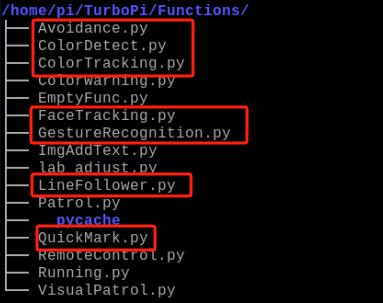 /home/pi/TurboPi/Functions/
Avoidance.py
ColorDetect.py
ColorTracking.py
ColorWarning.py
EmptyFunc.py
FaceTracking.py
GestureRecognition.py
ImgAddText.py
lab_adjust.py
LineFollower.py
Patrol.py
pycache
QuickMark.py
RemoteControl.py
Running.py
VisualPatrol.py